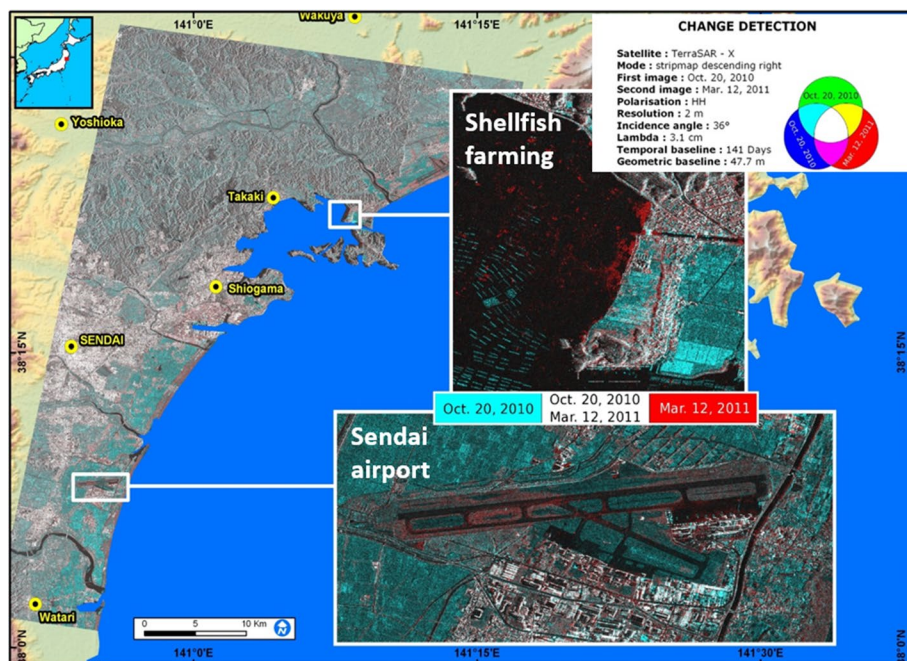 141°0'E
Wakuya
141°15'E
CHANGE DETECTION
Satellite : TerraSAR - X
Mode : stripmap descending right
First image : Oct. 20, 2010
Second image : Mar. 12, 2011
Polarisation : HH
Resolution : 2 m
Incidence angle : 36°
Lambda : 3.1 cm
Temporal baseline : 141 Days
Geometric baseline : 47.7 m
Oct. 20, 2010
Oct. 20, 2010
Mar. 12, 2011
Yoshioka
Shellfish
farming
Takaki
Shiogama
SENDAI
38°15'N
38°15'N
Oct. 20, 2010
Oct. 20, 2010
Mar. 12, 2011
Mar. 12, 2011
Sendai
airport
Watari
0 5 10 Km
N
38°0'N
38°0'N
141°0'E
141°15'E
141°30'E